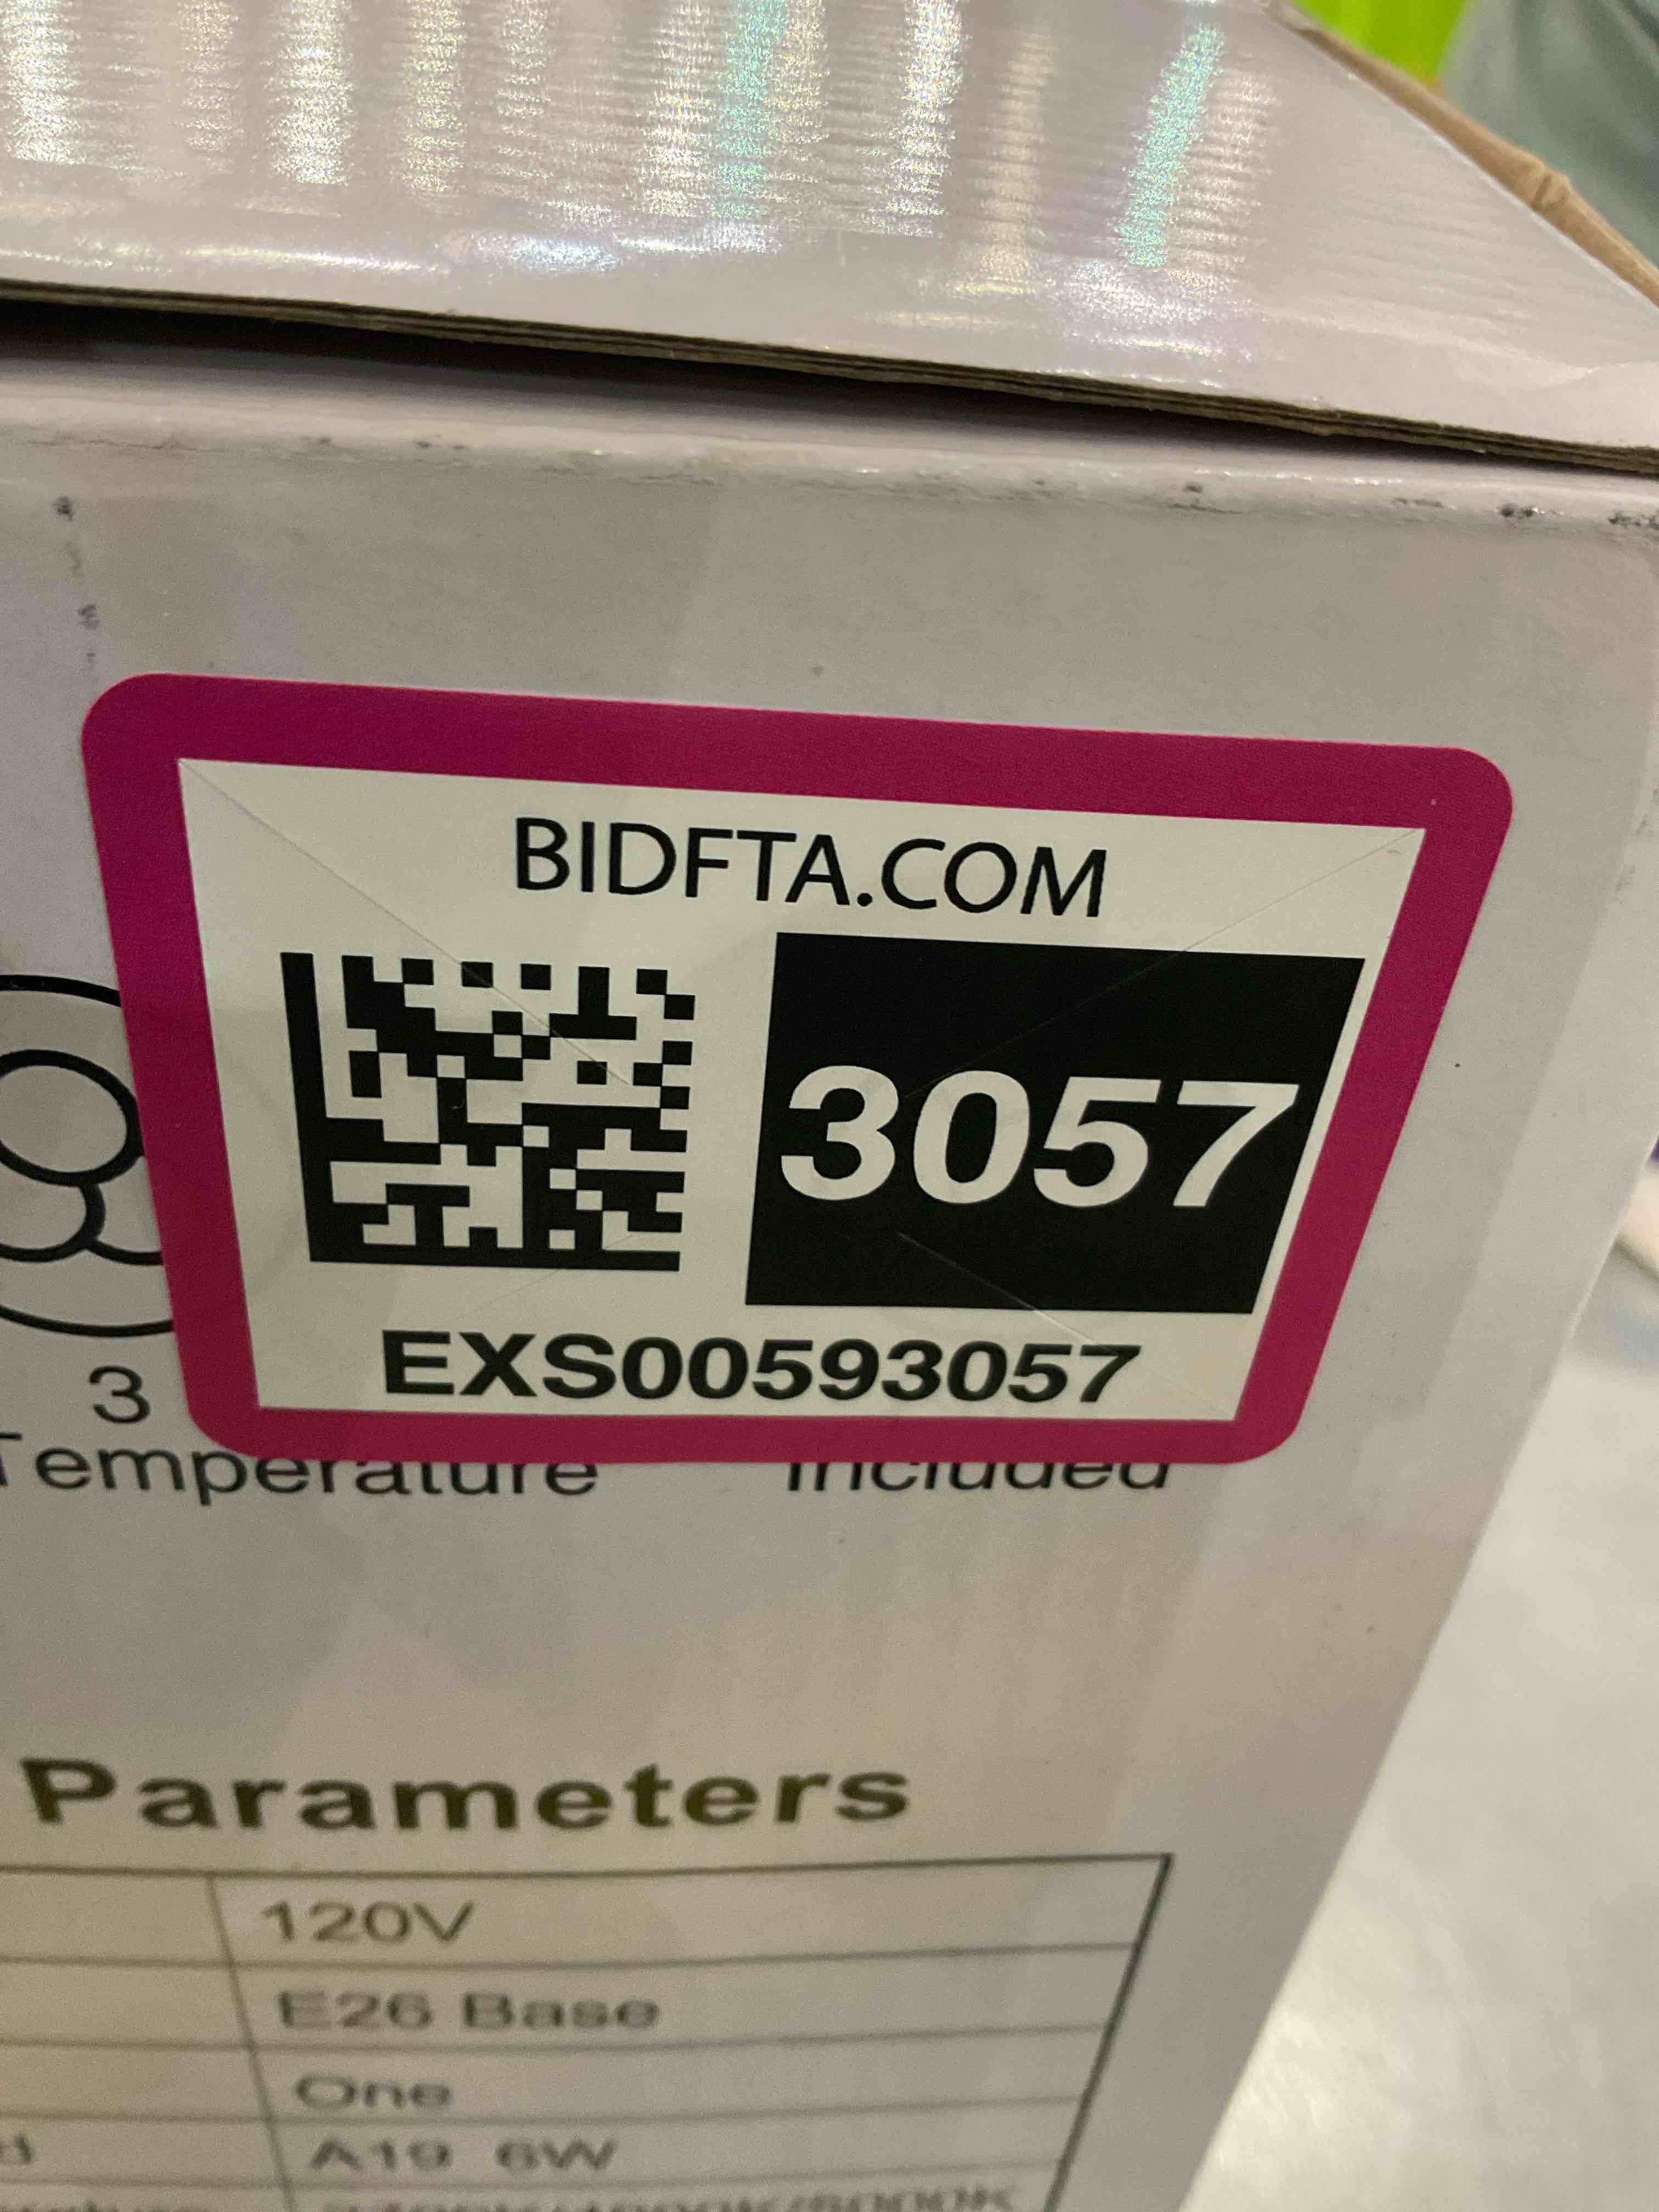 BIDFTA.COM
3057
EXS00593057
3
Temperature
Included
Parameters
120V
E26 Base
One
A19 6W